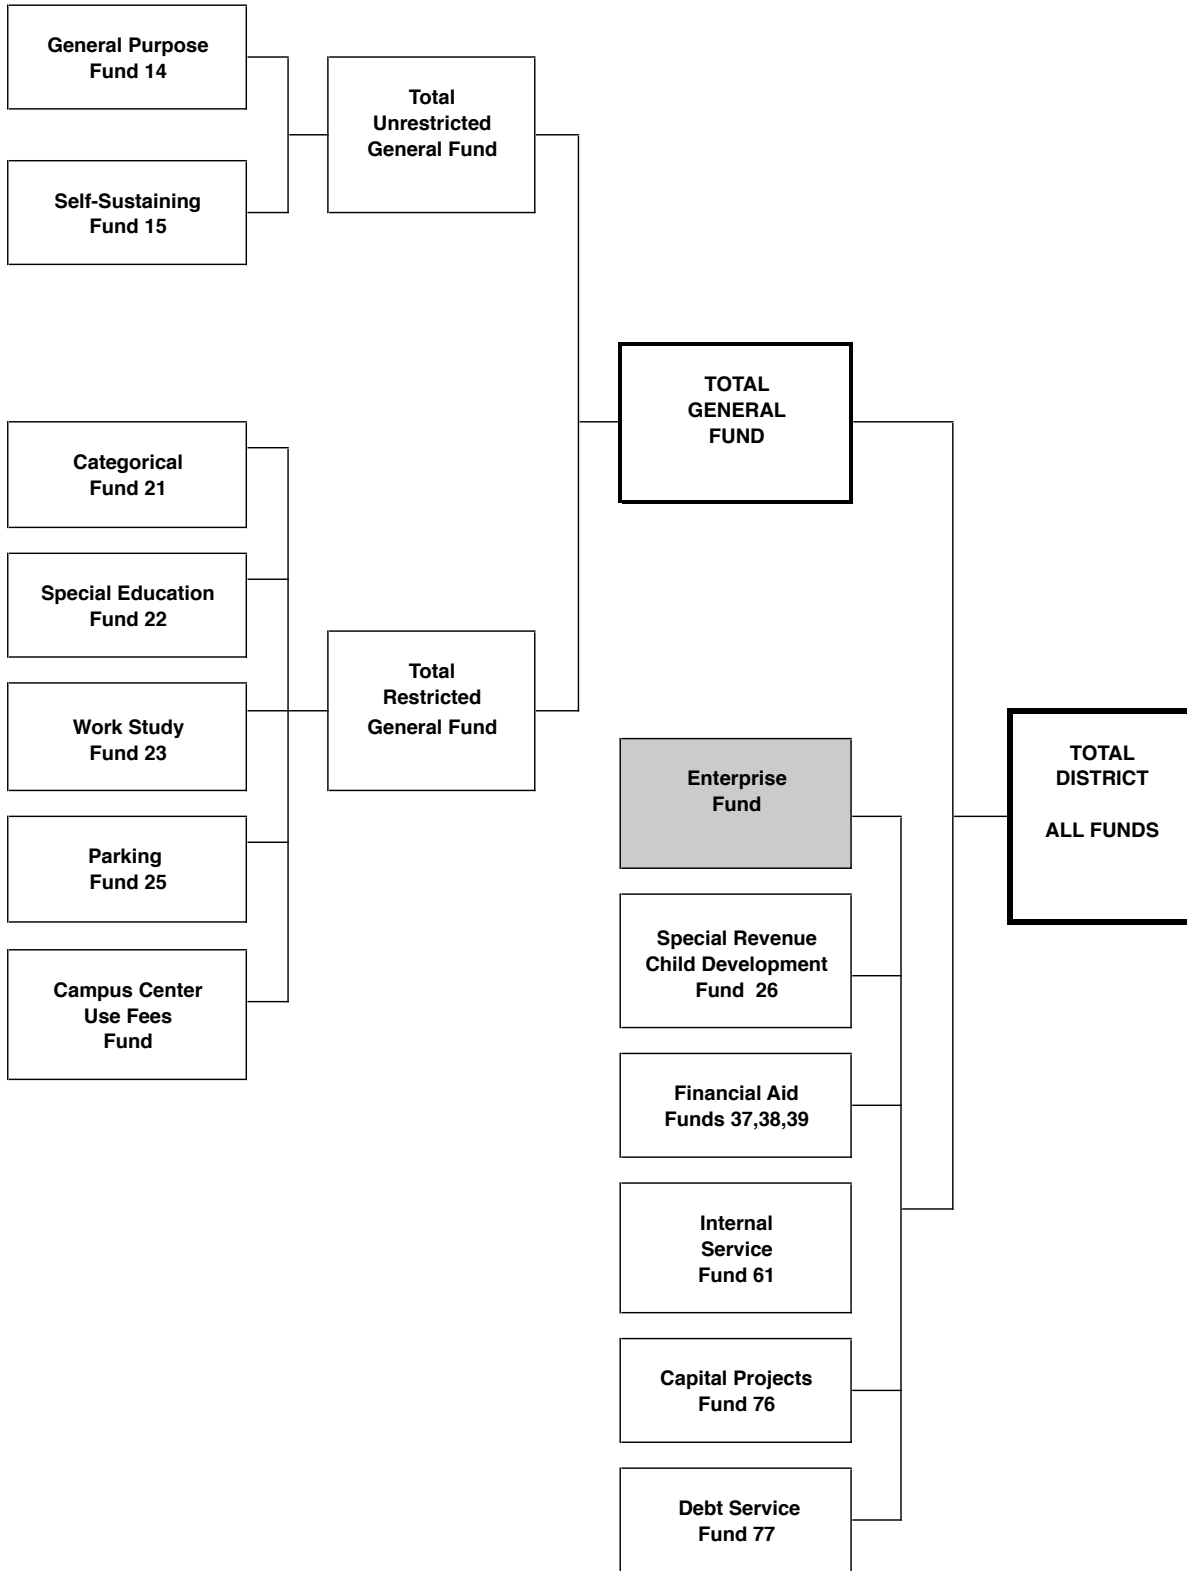 General Purpose
Fund 14
Self-Sustaining
Fund 15
Total
Unrestricted
General Fund
Categorical
Fund 21
Special Education
Fund 22
Work Study
Fund 23
Parking
Fund 25
Campus Center
Use Fees
Fund
Total
Restricted
General Fund
TOTAL
GENERAL
FUND
Enterprise
Fund
Special Revenue
Child Development
Fund  26
Financial Aid
Funds 37,38,39
Internal
Service
Fund 61
Capital Projects
Fund 76
Debt Service
Fund 77
TOTAL
DISTRICT
ALL FUNDS